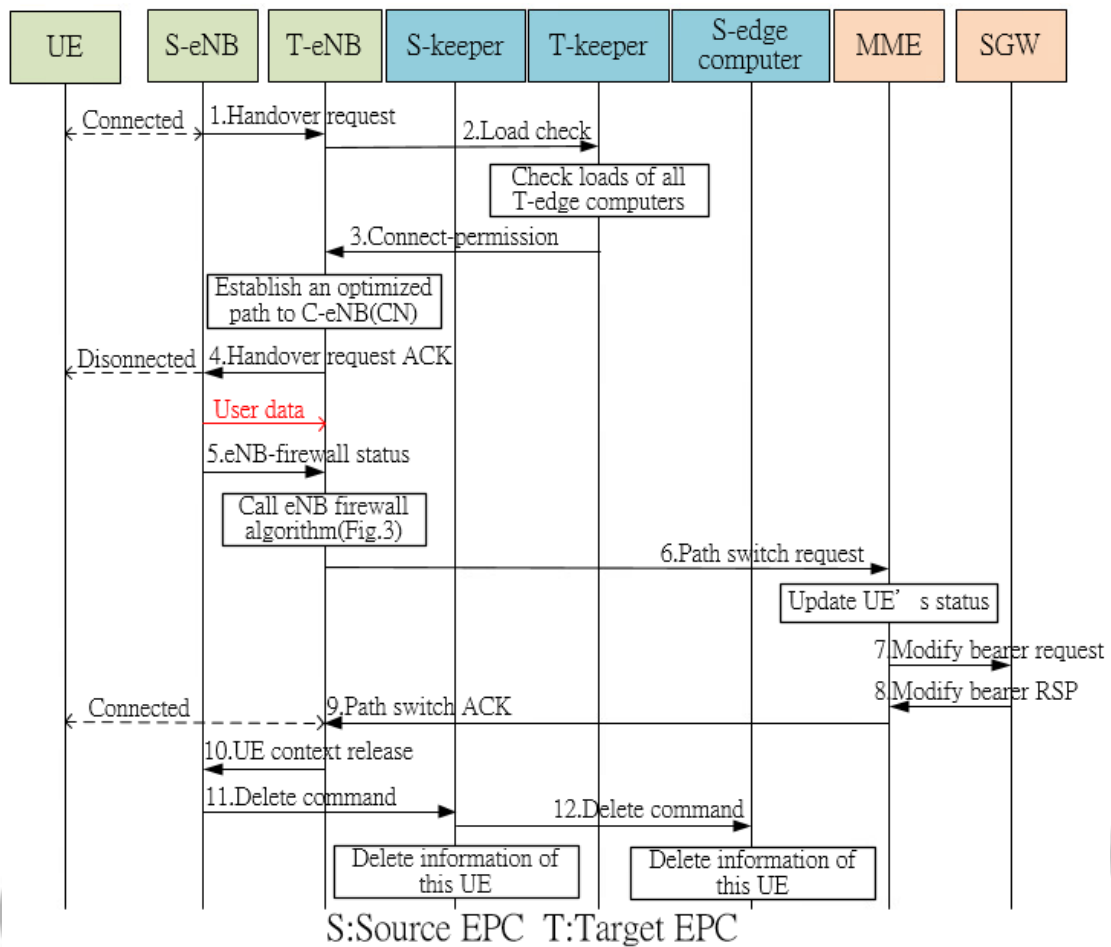 UE
S-eNB
T-eNB
S-keeper
T-keeper
S-edge
computer
MME
SGW
Connected
1.Handover request
2.Load check
Check loads of all
T-edge computers
3.Connect-permission
Establish an optimized
path to C-eNB(CN)
Disonnected
4.Handover request ACK
User data
5.eNB-firewall status
Call eNB firewall
algorithm(Fig.3)
6.Path switch request
Update UE’ s status
7.Modify bearer request
8.Modify bearer RSP
Connected
9.Path switch ACK
10.UE context release
11.Delete command
12.Delete command
Delete information of
this UE
Delete information of
this UE
S:Source EPC T:Target EPC